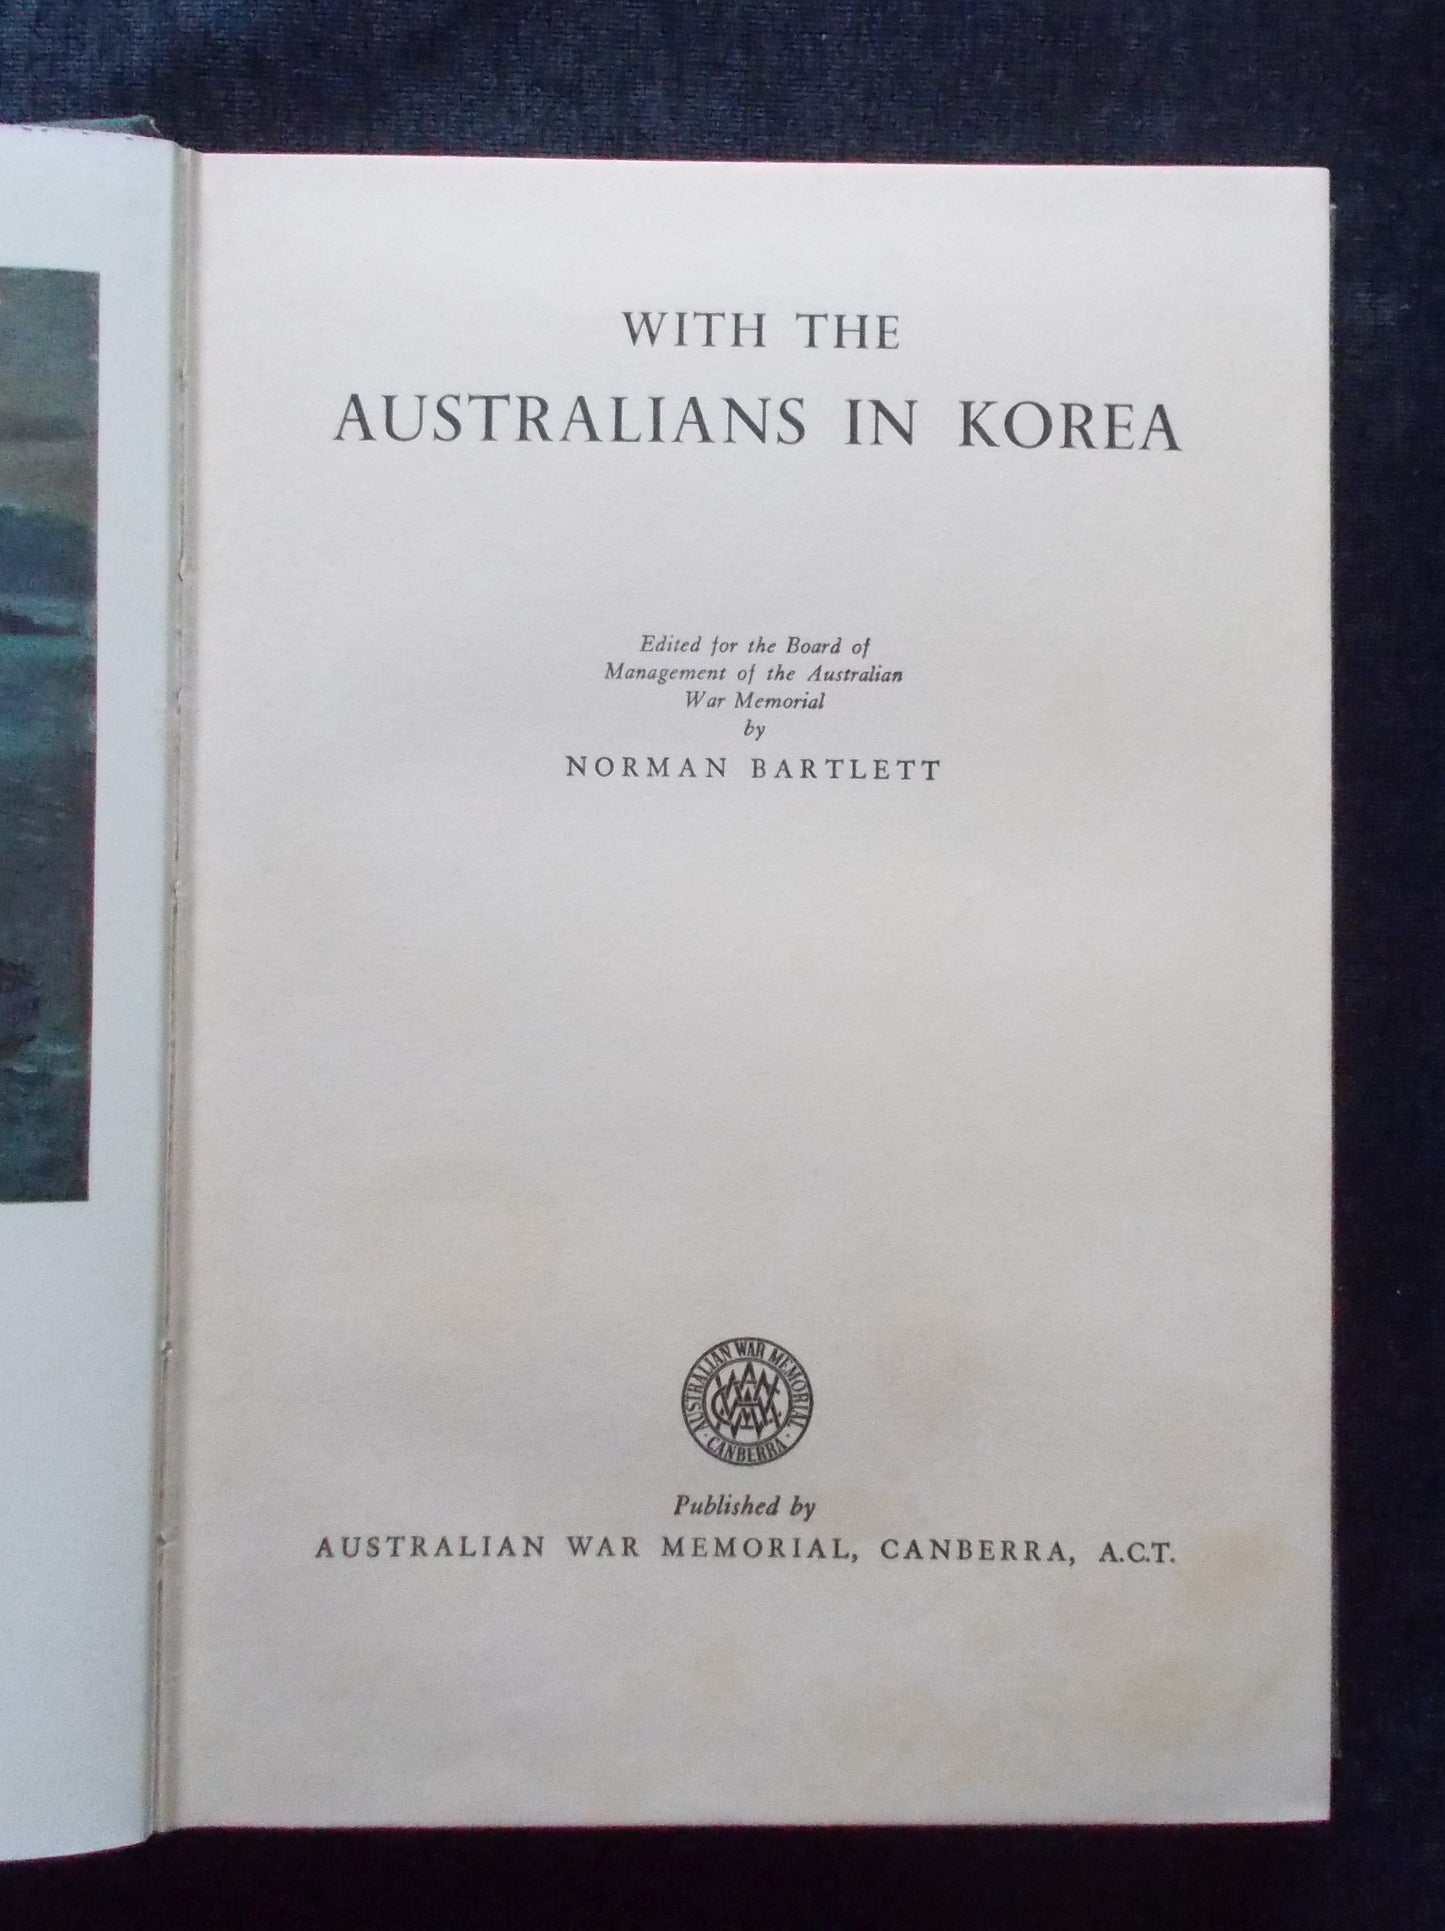 WITH THE
AUSTRALIANS IN KOREA
Edited for the Board of
Management of the Australian
War Memorial
by
NORMAN BARTLETT
AUSTRALIAN WAR MEMORIAL
· CANBERRA ·
Published by
AUSTRALIAN WAR MEMORIAL, CANBERRA, A.C.T.